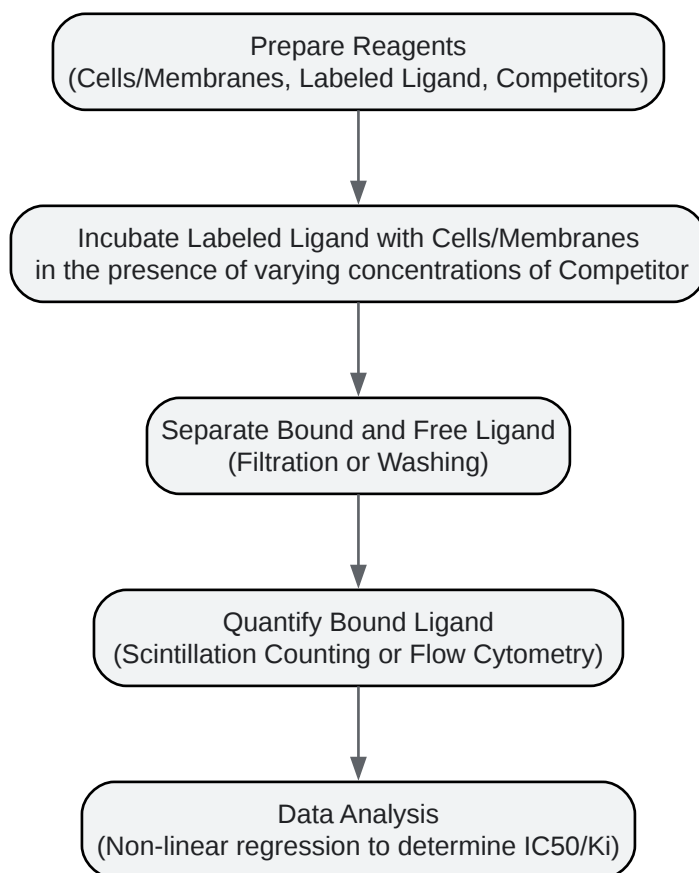 Prepare Reagents
(Cells/Membranes, Labeled Ligand, Competitors)
Incubate Labeled Ligand with Cells/Membranes
in the presence of varying concentrations of Competitor
Separate Bound and Free Ligand
(Filtration or Washing)
Quantify Bound Ligand
(Scintillation Counting or Flow Cytometry)
Data Analysis
(Non-linear regression to determine IC50/Ki)